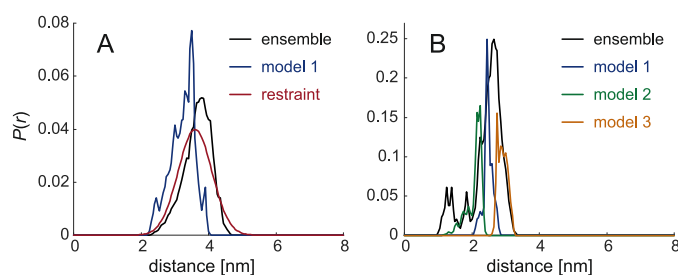 A
ensemble
model 1
restraint
P(r)
0.08
0.06
0.04
0.02
0
0 2 4 6 8
distance [nm]
B
ensemble
model 1
model 2
model 3
0.25
0.20
0.15
0.10
0.05
0
0 2 4 6 8
distance [nm]